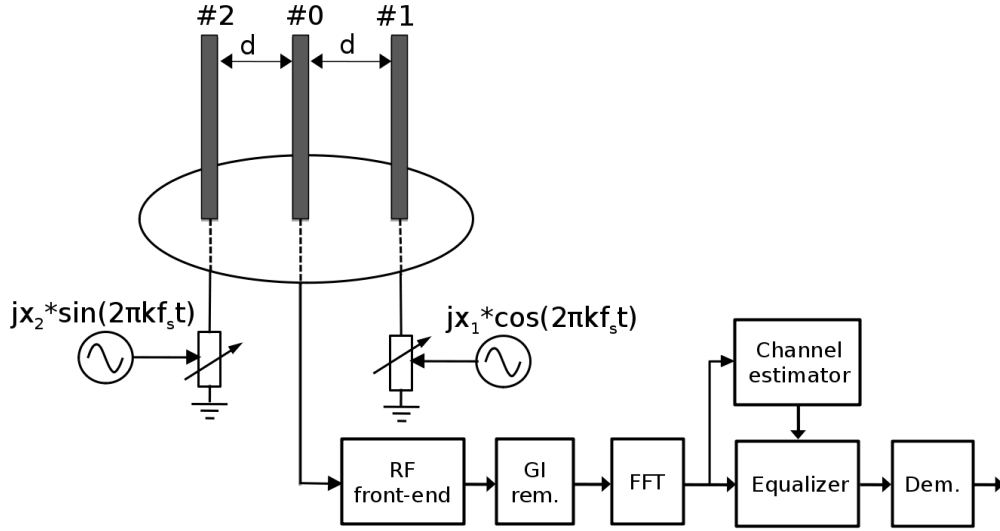 #2 #0 #1
d d
jx₂*sin(2πkfₛt)
jx₁*cos(2πkfₛt)
Channel
estimator
RF
front-end
GI
rem.
FFT
Equalizer
Dem.